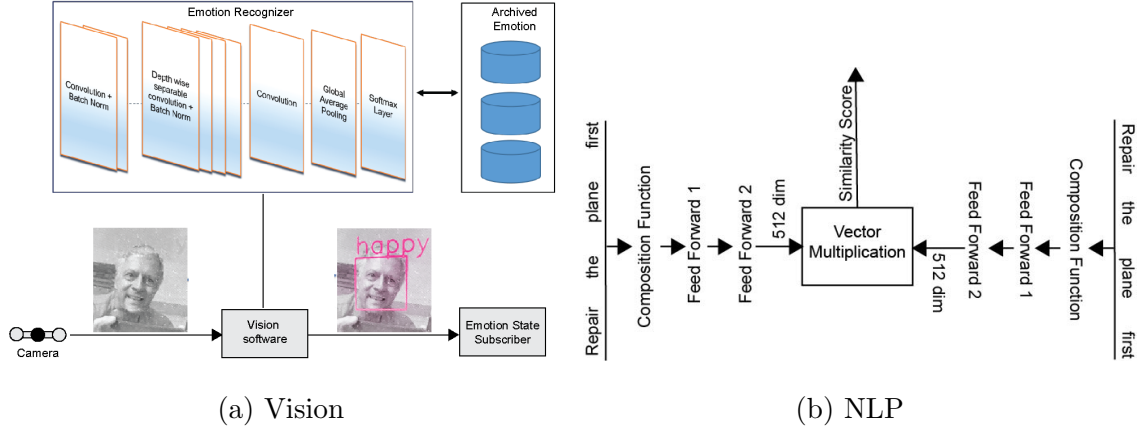 Emotion Recognizer
Convolution +
Batch Norm
Depth wise
separable
convolution +
Batch Norm
Convolution
Global
Average
Pooling
Softmax
Layer
Archived
Emotion
happy
Camera
Vision
software
Emotion State
Subscriber
(a) Vision
Repair the plane first
Composition Function
Feed Forward 1
Feed Forward 2
512 dim
Similarity Score
Vector
Multiplication
512 dim
Feed Forward 2
Feed Forward 1
Composition Function
Repair the plane first
(b) NLP